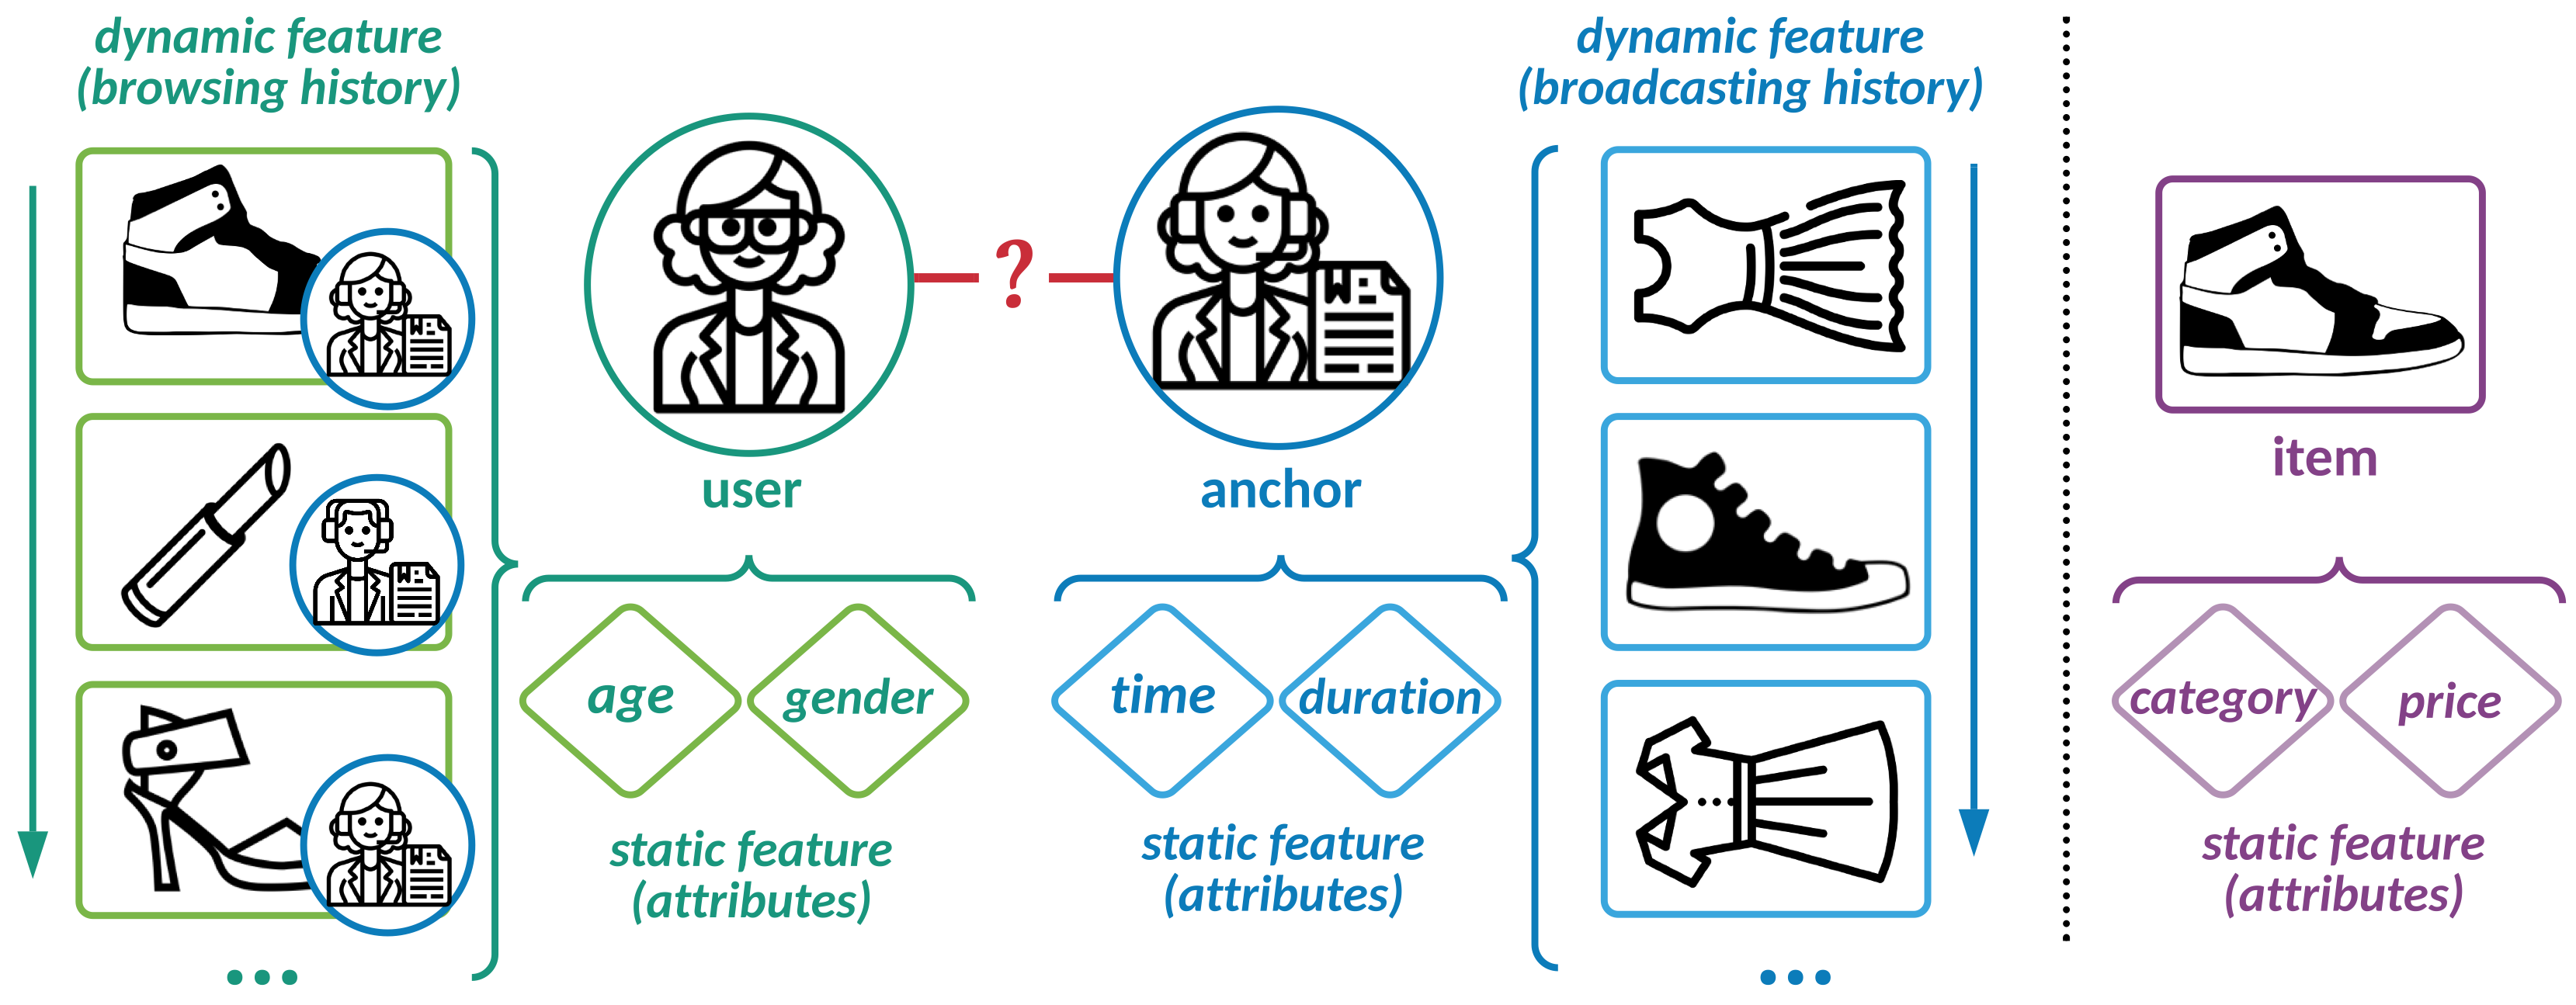 dynamic feature
(browsing history)
user
age
gender
static feature
(attributes)
?
anchor
time
duration
static feature
(attributes)
dynamic feature
(broadcasting history)
item
category
price
static feature
(attributes)